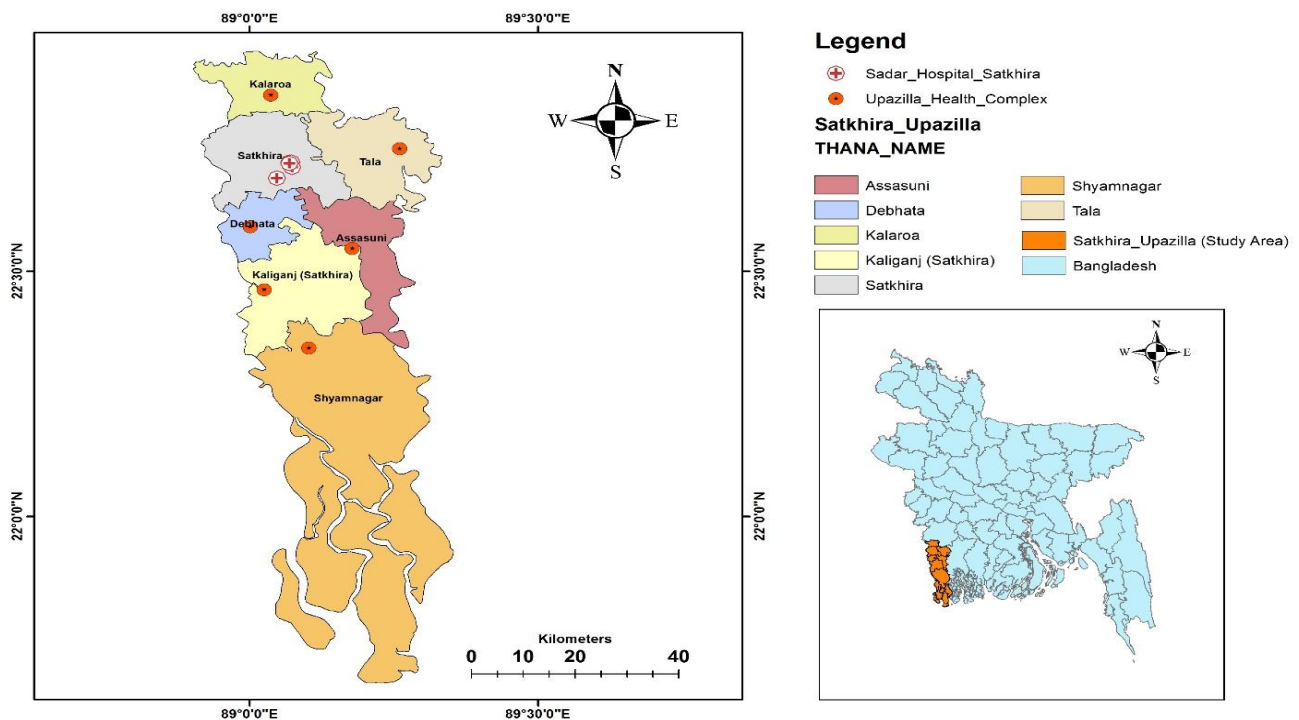 89°0'0"E
89°30'0"E
22°30'0"N
22°0'0"N
22°30'0"N
22°0'0"N
89°0'0"E
89°30'0"E
N
W
E
S
Kalaroa
Satkhira
Tala
Debhata
Assasuni
Kaliganj (Satkhira)
Shyamnagar
Kilometers
0 10 20 40
Legend
Sadar_Hospital_Satkhira
Upazilla_Health_Complex
Satkhira_Upazilla
THANA_NAME
Assasuni
Debhata
Kalaroa
Kaliganj (Satkhira)
Satkhira
Shyamnagar
Tala
Satkhira_Upazilla (Study Area)
Bangladesh
N
W
E
S